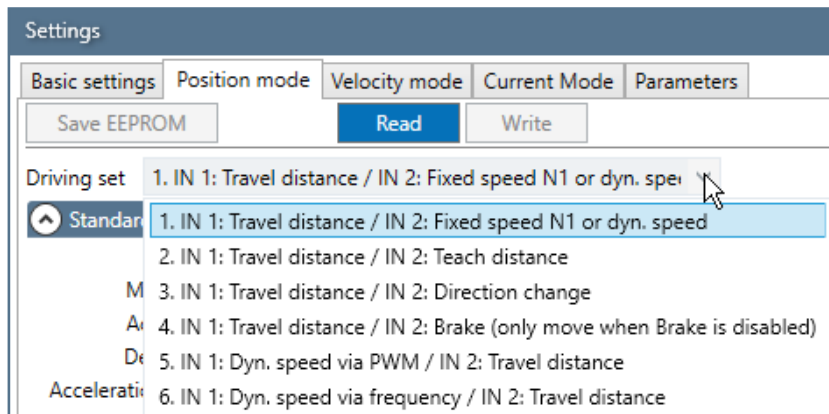 Settings
Basic settings Position mode Velocity mode Current Mode Parameters
Save EEPROM Read Write
Driving set 1. IN 1: Travel distance / IN 2: Fixed speed N1 or dyn.
1. IN 1: Travel distance / IN 2: Fixed speed N1 or dyn. speed
2. IN 1: Travel distance / IN 2: Teach distance
3. IN 1: Travel distance / IN 2: Direction change
4. IN 1: Travel distance / IN 2: Brake (only move when Brake is disabled)
5. IN 1: Dyn. speed via PWM / IN 2: Travel distance
6. IN 1: Dyn. speed via frequency / IN 2: Travel distance